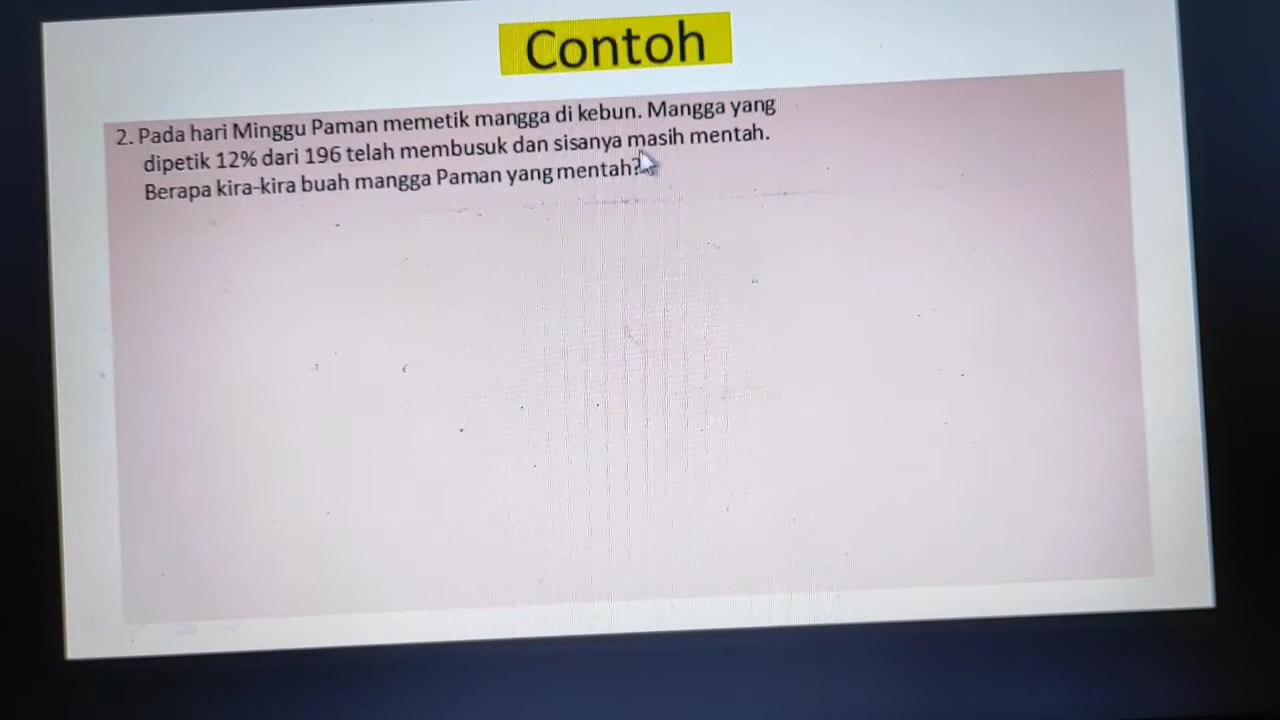 Contoh
2. Pada hari Minggu Paman memetik mangga di kebun. Mangga yang
dipetik 12% dari 196 telah membusuk dan sisanya masih mentah.
Berapa kira-kira buah mangga Paman yang mentah?